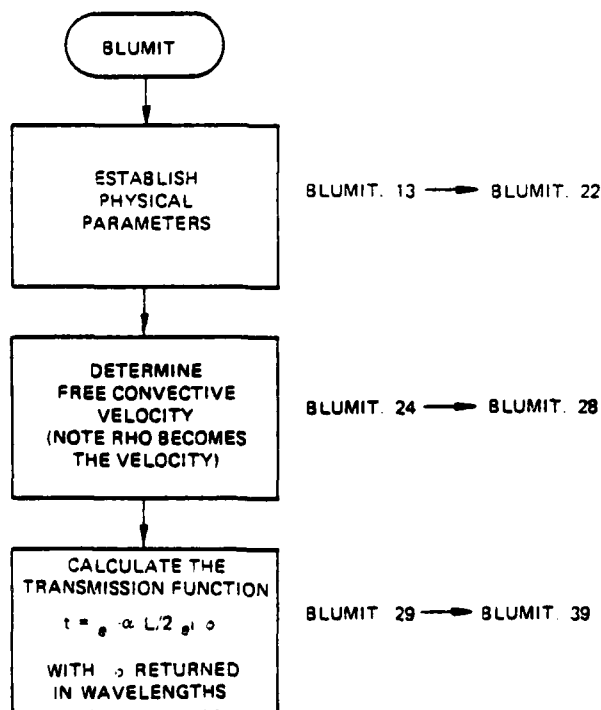 BLUMIT
ESTABLISH
PHYSICAL
PARAMETERS
BLUMIT. 13 → BLUMIT. 22
DETERMINE
FREE CONVECTIVE
VELOCITY
(NOTE RHO BECOMES
THE VELOCITY)
BLUMIT. 24 → BLUMIT. 28
CALCULATE THE
TRANSMISSION FUNCTION
t = e -α L/2 e
BLUMIT 29 → BLUMIT. 39
WITH RETURNED
IN WAVELENGTHS